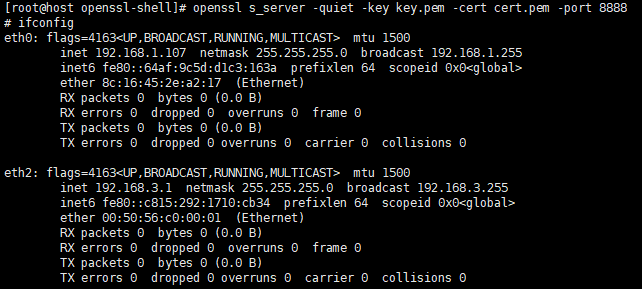 [root@host openssl-shell]# openssl s_server -quiet -key key.pem -cert cert.pem -port 8888
# ifconfig
eth0: flags=4163<UP,BROADCAST,RUNNING,MULTICAST>  mtu 1500
        inet 192.168.1.107  netmask 255.255.255.0  broadcast 192.168.1.255
        inet6 fe80::64af:9c5d:d1c3:163a  prefixlen 64  scopeid 0x0<global>
        ether 8c:16:45:2e:a2:17  (Ethernet)
        RX packets 0  bytes 0 (0.0 B)
        RX errors 0  dropped 0 overruns 0  frame 0
        TX packets 0  bytes 0 (0.0 B)
        TX errors 0  dropped 0 overruns 0  carrier 0  collisions 0

eth2: flags=4163<UP,BROADCAST,RUNNING,MULTICAST>  mtu 1500
        inet 192.168.3.1  netmask 255.255.255.0  broadcast 192.168.3.255
        inet6 fe80::c815:292:1710:cb34  prefixlen 64  scopeid 0x0<global>
        ether 00:50:56:c0:00:01  (Ethernet)
        RX packets 0  bytes 0 (0.0 B)
        RX errors 0  dropped 0 overruns 0  frame 0
        TX packets 0  bytes 0 (0.0 B)
        TX errors 0  dropped 0 overruns 0  carrier 0  collisions 0